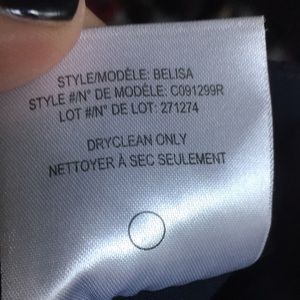 STYLE/MODÈLE: BELISA
STYLE #/N° DE MODÈLE: C091299R
LOT #/N° DE LOT: 271274
DRYCLEAN ONLY
NETTOYER À SEC SEULEMENT